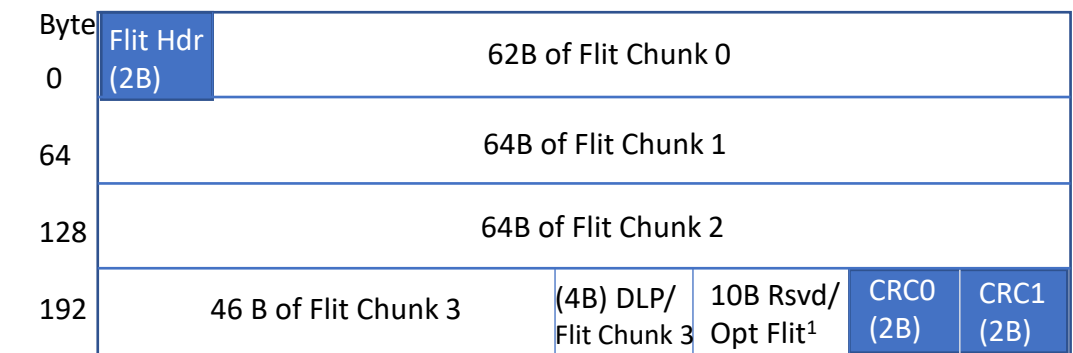 Byte
0
Flit Hdr
(2B)
62B of Flit Chunk 0
64
64B of Flit Chunk 1
128
64B of Flit Chunk 2
192
46 B of Flit Chunk 3
(4B) DLP/
Flit Chunk 3
10B Rsvd/
Opt Flit¹
CRC0
(2B)
CRC1
(2B)